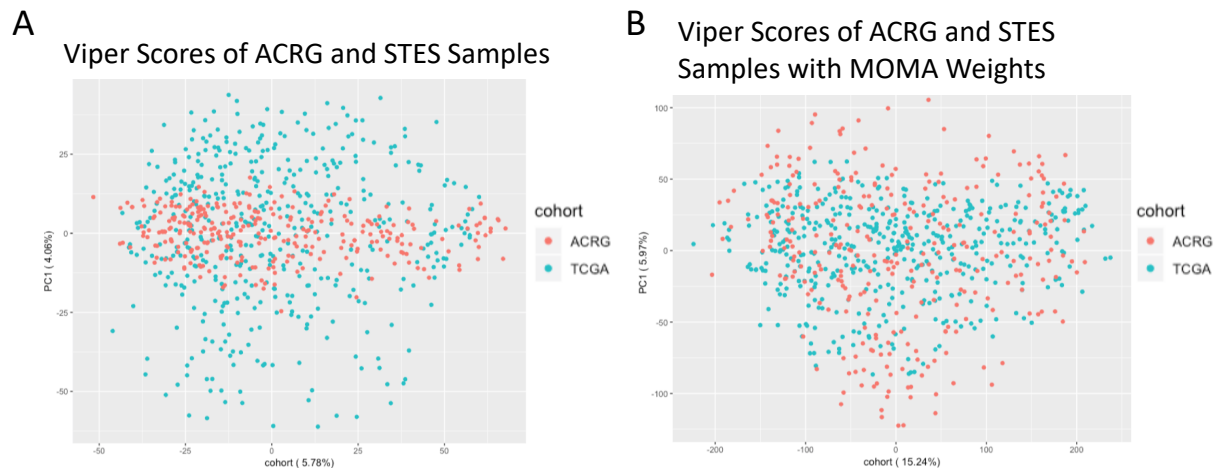 A
Viper Scores of ACRG and STES Samples
25
0
-25
-50
PC1 ( 4.06%)
-50
-25
0
25
50
cohort ( 5.78%)
cohort
ACRG
TCGA
B
Viper Scores of ACRG and STES
Samples with MOMA Weights
100
50
0
-50
-100
PC1 ( 5.97%)
-200
-100
0
100
200
cohort ( 15.24%)
cohort
ACRG
TCGA